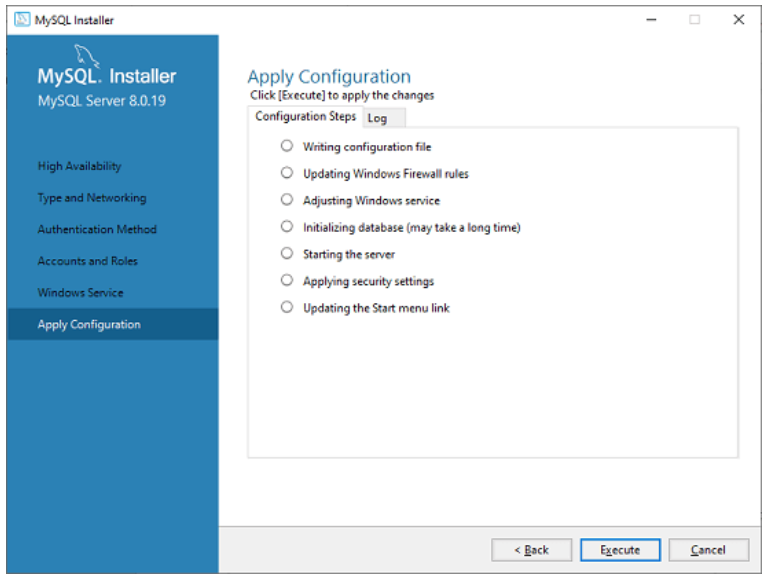 MySQL Installer
MySQL. Installer
MySQL Server 8.0.19
High Availability
Type and Networking
Authentication Method
Accounts and Roles
Windows Service
Apply Configuration
Apply Configuration
Click [Execute] to apply the changes
Configuration Steps Log
Writing configuration file
Updating Windows Firewall rules
Adjusting Windows service
Initializing database (may take a long time)
Starting the server
Applying security settings
Updating the Start menu link
< Back Execute Cancel